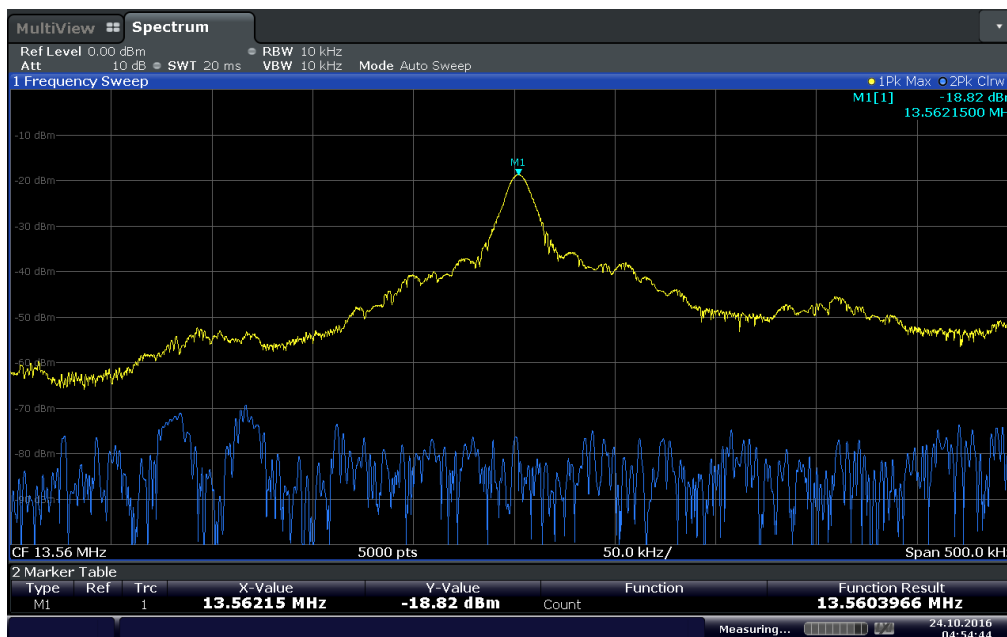 MultiView Spectrum
Ref Level 0.00 dBm RBW 10 kHz
Att 10 dB SWT 20 ms VBW 10 kHz Mode Auto Sweep
1 Frequency Sweep 1Pk Max 2Pk Clrw
M1[1] -18.82 dBm
13.5621500 MH
M1
-10 dBm
-20 dBm
-30 dBm
-40 dBm
-50 dBm
-60 dBm
-70 dBm
-80 dBm
-90 dBm
CF 13.56 MHz 5000 pts 50.0 kHz/ Span 500.0 kH
2 Marker Table
Type Ref Trc X-Value Y-Value Function Function Result
M1 1 13.56215 MHz -18.82 dBm Count 13.5603966 MHz
Measuring... 24.10.2016
04:54:44